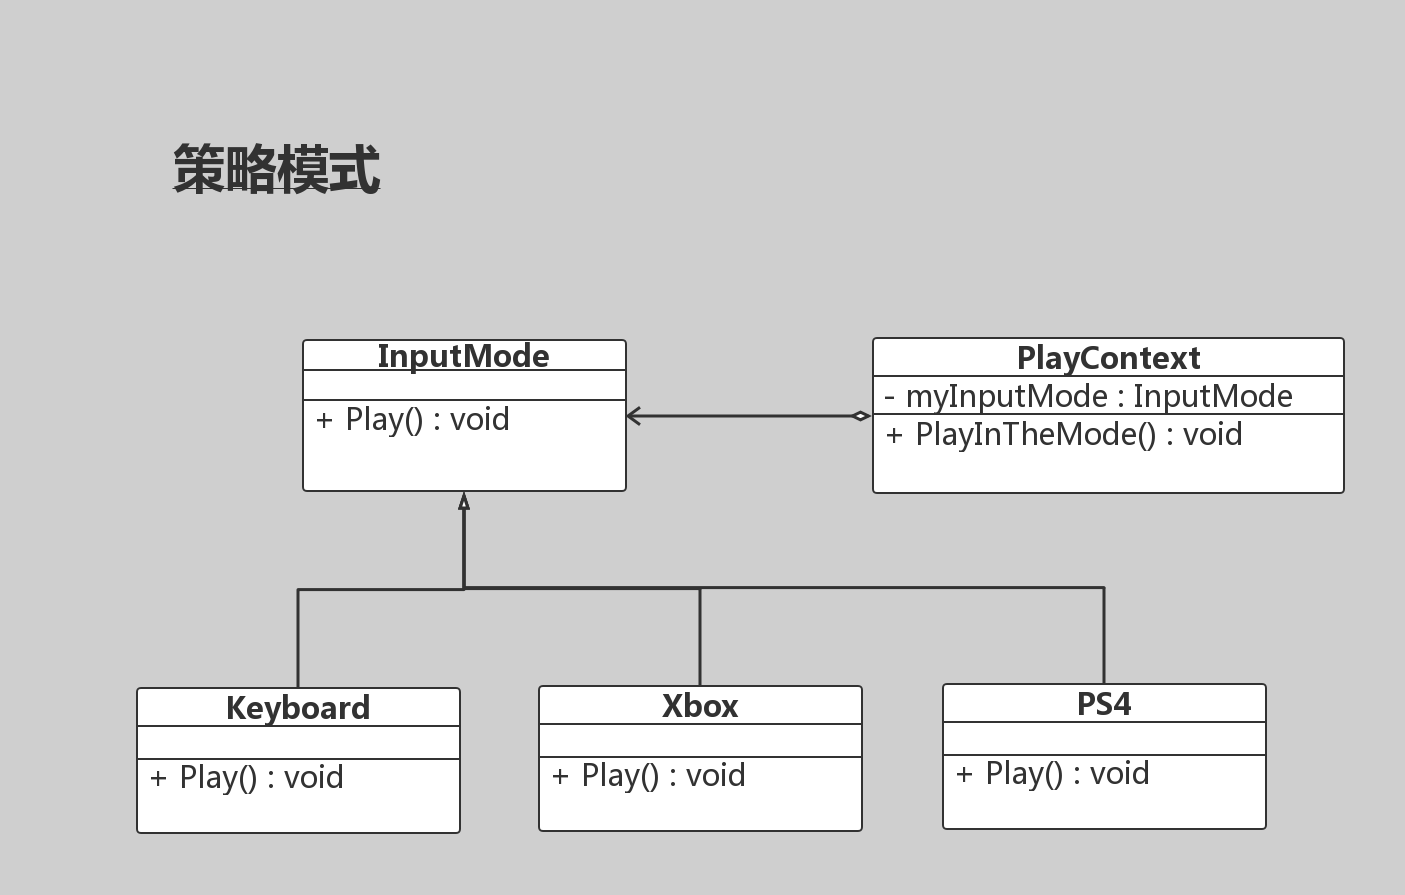 策略模式
InputMode
+ Play() : void
PlayContext
- myInputMode : InputMode
+ PlayInTheMode() : void
Keyboard
+ Play() : void
Xbox
+ Play() : void
PS4
+ Play() : void